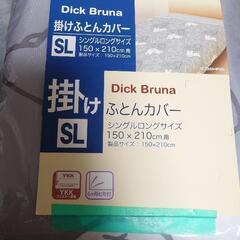 Dick Bruna
掛けふとんカバー
SL
シングルロングサイズ
150×210cm用
製品サイズ：150×210cm
Dick Bruna
掛け
ふとんカバー
SL
シングルロングサイズ
150×210cm用
製品サイズ：150×210cm
YKK
YKK